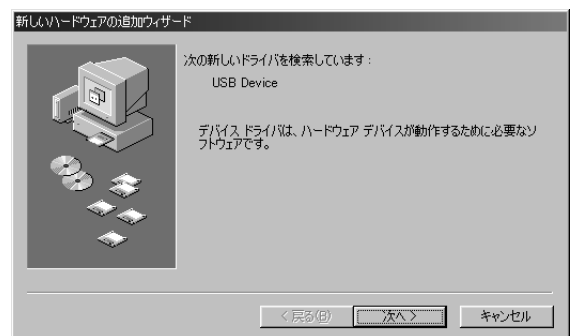 新しいハードウェアの追加ウィザード
次の新しいドライバを検索しています：
USB Device
デバイス ドライバは、ハードウェア デバイスが動作するために必要なソ
フトウェアです。
< 戻る(B)
次へ >
キャンセル